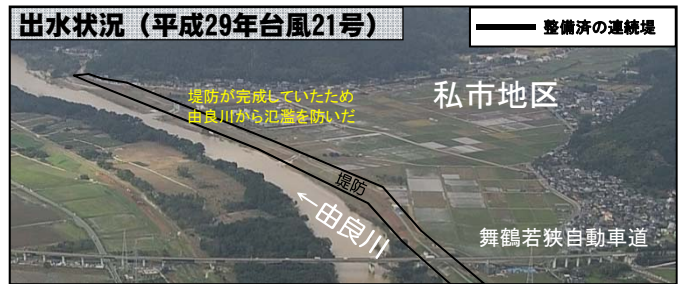 出水状況（平成29年台風21号）
整備済の連続堤
堤防が完成していたため
由良川から氾濫を防いだ
私市地区
堤防
←由良川
舞鶴若狭自動車道